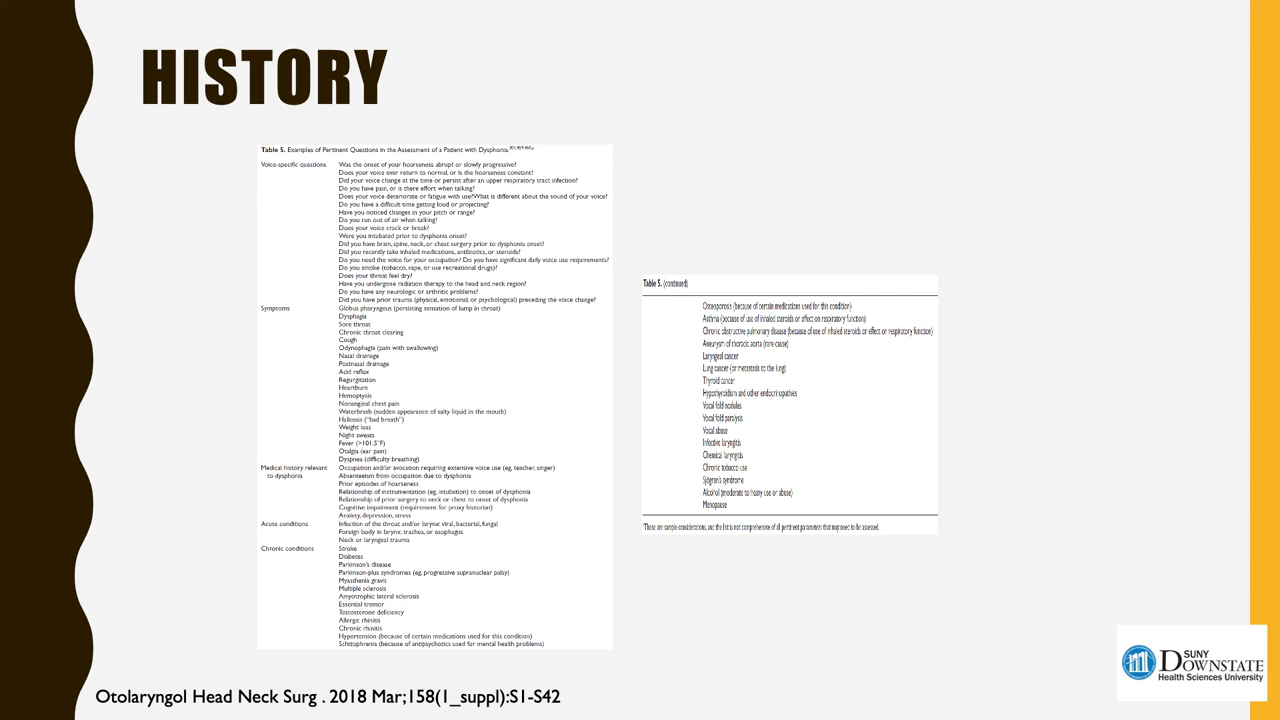 HISTORY
Table 5. Examples of Pertinent Questions in the Assessment of a Patient with Dysphonia.
Voice-specific questions Was the onset of your hoarseness abrupt or slowly progressive?
Does your voice ever return to normal, or is the hoarseness constant?
Did your voice change at the time or persist after an upper respiratory tract infection?
Do you have pain, or is there effort when talking?
Does your voice deteriorate or fatigue with use? What is different about the sound of your voice?
Do you have a difficult time getting loud or projecting?
Have you noticed changes in your pitch or range?
Do you run out of air when talking?
Does your voice crack or break?
Were you intubated prior to dysphonia onset?
Did you have brain, spine, neck, or chest surgery prior to dysphonia onset?
Did you recently take inhaled medications, antibiotics, or steroids?
Do you need the voice for your occupation? Do you have significant daily voice use requirements?
Do you smoke (tobacco, vape, or use recreational drugs)?
Does your throat feel dry?
Have you undergone radiation therapy to the head and neck region?
Do you have any neurologic or arthritic problems?
Did you have prior trauma (physical, emotional, or psychological) preceding the voice change?
Symptoms Globus pharyngeus (persisting sensation of lump in throat)
Dysphagia
Sore throat
Chronic throat clearing
Cough
Odynophagia (pain with swallowing)
Nasal drainage
Postnasal drainage
Acid reflux
Regurgitation
Heartburn
Hemoptysis
Nonanginal chest pain
Waterbrash (sudden appearance of salty liquid in the mouth)
Halitosis ("bad breath")
Weight loss
Night sweats
Fever (>101.5°F)
Otalgia (ear pain)
Dyspnea (difficulty breathing)
Medical history relevant to dysphonia Occupation and/or avocation requiring extensive voice use (eg, teacher, singer)
Absenteeism from occupation due to dysphonia
Prior episodes of hoarseness
Relationship of instrumentation (eg, intubation) to onset of dysphonia
Relationship of prior surgery to neck or chest to onset of dysphonia
Cognitive impairment (requirement for proxy historian)
Anxiety, depression, stress
Acute conditions Infection of the throat and/or larynx: viral, bacterial, fungal
Foreign body in larynx, trachea, or esophagus
Neck or laryngeal trauma
Chronic conditions Stroke
Diabetes
Parkinson's disease
Parkinson-plus syndromes (eg, progressive supranuclear palsy)
Myasthenia gravis
Multiple sclerosis
Amyotrophic lateral sclerosis
Essential tremor
Testosterone deficiency
Allergic rhinitis
Chronic rhinitis
Hypertension (because of certain medications used for this condition)
Schizophrenia (because of antipsychotics used for mental health problems)
Table 5. (continued)
Osteoporosis (because of certain medications used for this condition)
Asthma (because of use of inhaled steroids or effect on respiratory function)
Chronic obstructive pulmonary disease (because of use of inhaled steroids or effect on respiratory function)
Aneurysm of thoracic aorta (rare cause)
Laryngeal cancer
Lung cancer (or metastasis to the lung)
Thyroid cancer
Hypothyroidism and other endocrinopathies
Vocal fold nodules
Vocal fold paralysis
Vocal abuse
Infective laryngitis
Chemical laryngitis
Chronic tobacco use
Sjögren's syndrome
Alcohol (moderate to heavy use or abuse)
Menopause
These are sample considerations, and the list is not comprehensive of all pertinent parameters that may need to be assessed.
Otolaryngol Head Neck Surg . 2018 Mar;158(1_suppl):S1-S42
SUNY
DOWNSTATE
Health Sciences University